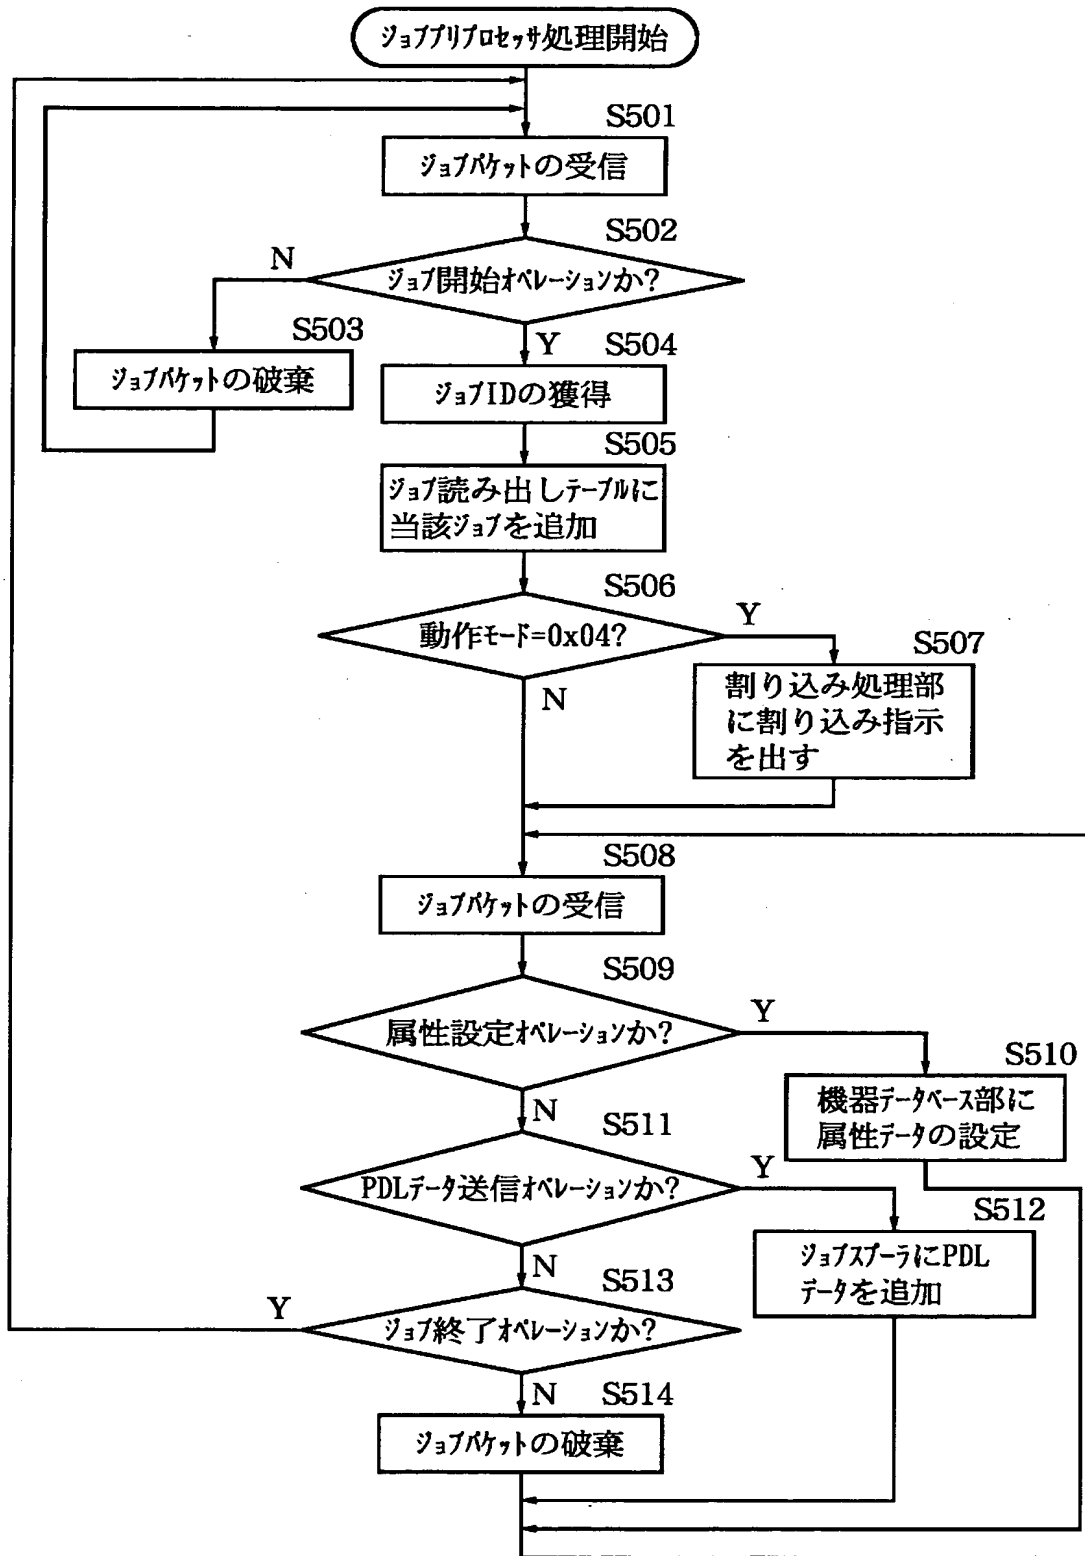 ジョブプリプロセッサ処理開始
S501
ジョブパケットの受信
S502
N
ジョブ開始オペレーションか?
S503
Y
S504
ジョブパケットの破棄
ジョブIDの獲得
S505
ジョブ読み出しテーブルに
当該ジョブを追加
S506
Y
動作モード=0x04?
S507
N
割り込み処理部
に割り込み指示
を出す
S508
ジョブパケットの受信
S509
Y
属性設定オペレーションか?
S510
機器データベース部に
属性データの設定
N
S511
Y
PDLデータ送信オペレーションか?
S512
ジョブスプーラにPDL
データを追加
N
S513
Y
ジョブ終了オペレーションか?
N
S514
ジョブパケットの破棄